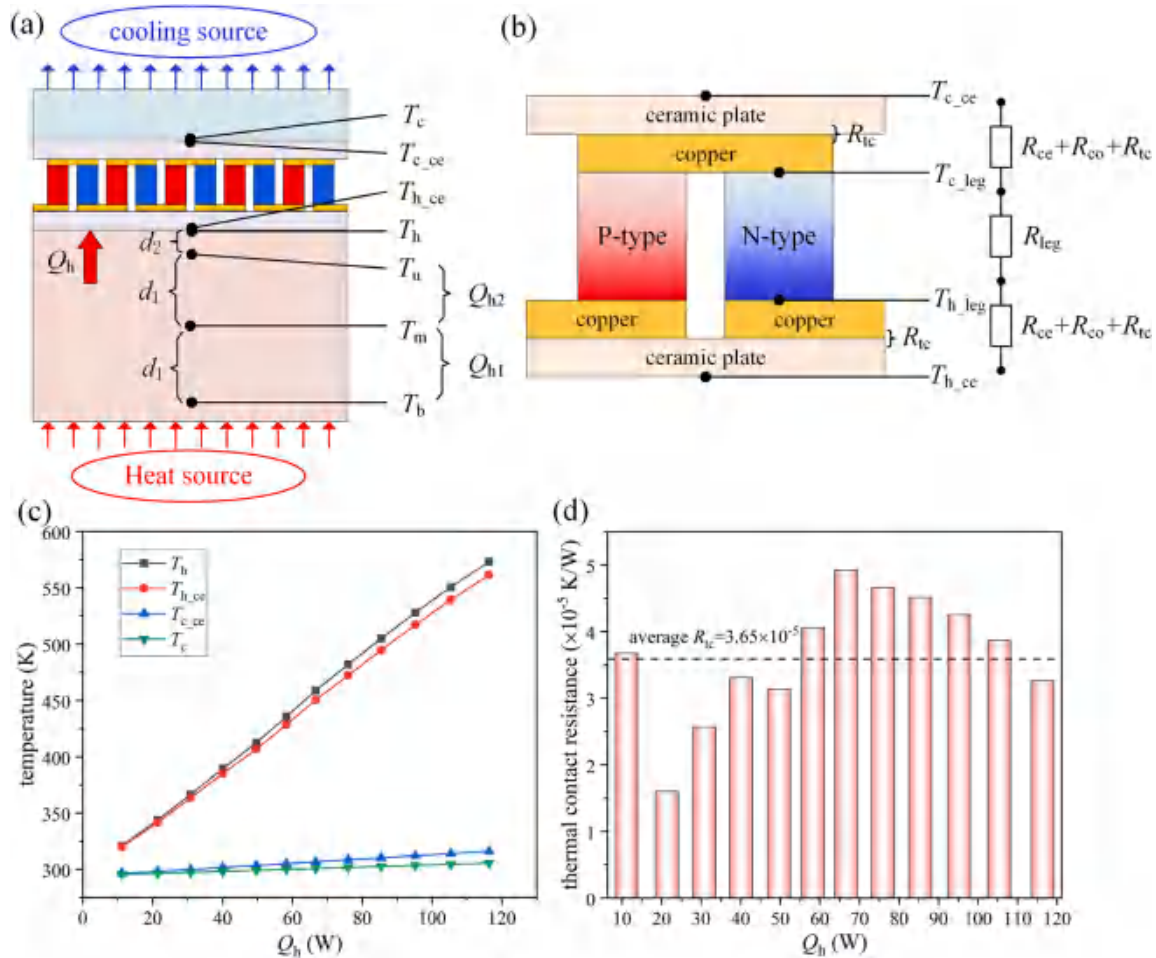 (a)
cooling source
T_c
T_c_ce
T_h_ce
T_h
d_2
Q_h
T_u
d_1
Q_h2
T_m
d_1
Q_h1
T_b
Heat source
(b)
T_c_ce
ceramic plate
R_tc
copper
R_ce+R_co+R_tc
T_c_leg
P-type
N-type
R_leg
T_h_leg
copper
copper
R_tc
R_ce+R_co+R_tc
ceramic plate
T_h_ce
(c)
600
550
500
450
400
350
300
temperature (K)
T_h
T_h_ce
T_c_ce
T_c
0 20 40 60 80 100 120
Q_h (W)
(d)
5
4
3
2
1
0
thermal contact resistance (×10⁻⁵ K/W)
average R_tc=3.65×10⁻⁵
10 20 30 40 50 60 70 80 90 100 110 120
Q_h (W)